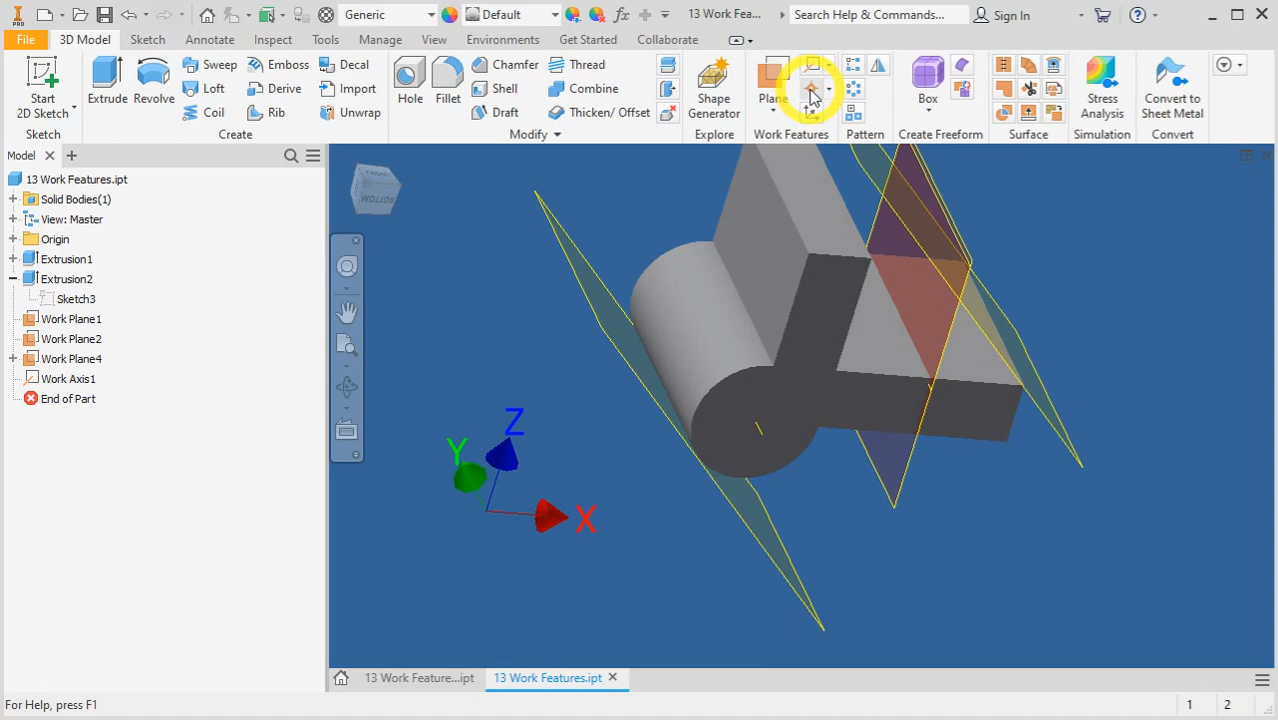 PRO
Generic
Default
fx
13 Work Fea...
Search Help & Commands...
Sign In
File
3D Model
Sketch
Annotate
Inspect
Tools
Manage
View
Environments
Get Started
Collaborate
Start
2D Sketch
Extrude
Revolve
Sweep
Loft
Coil
Emboss
Derive
Rib
Decal
Import
Unwrap
Hole
Fillet
Chamfer
Shell
Draft
Thread
Combine
Thicken/ Offset
Shape
Generator
Plane
Box
Stress
Analysis
Convert to
Sheet Metal
Sketch
Create
Modify
Explore
Work Features
Pattern
Create Freeform
Surface
Simulation
Convert
Model
13 Work Features.ipt
Solid Bodies(1)
View: Master
Origin
Extrusion1
Extrusion2
Sketch3
Work Plane1
Work Plane2
Work Plane4
Work Axis1
End of Part
BOTTOM
Z
Y
X
13 Work Feature...ipt
13 Work Features.ipt
For Help, press F1
1
2